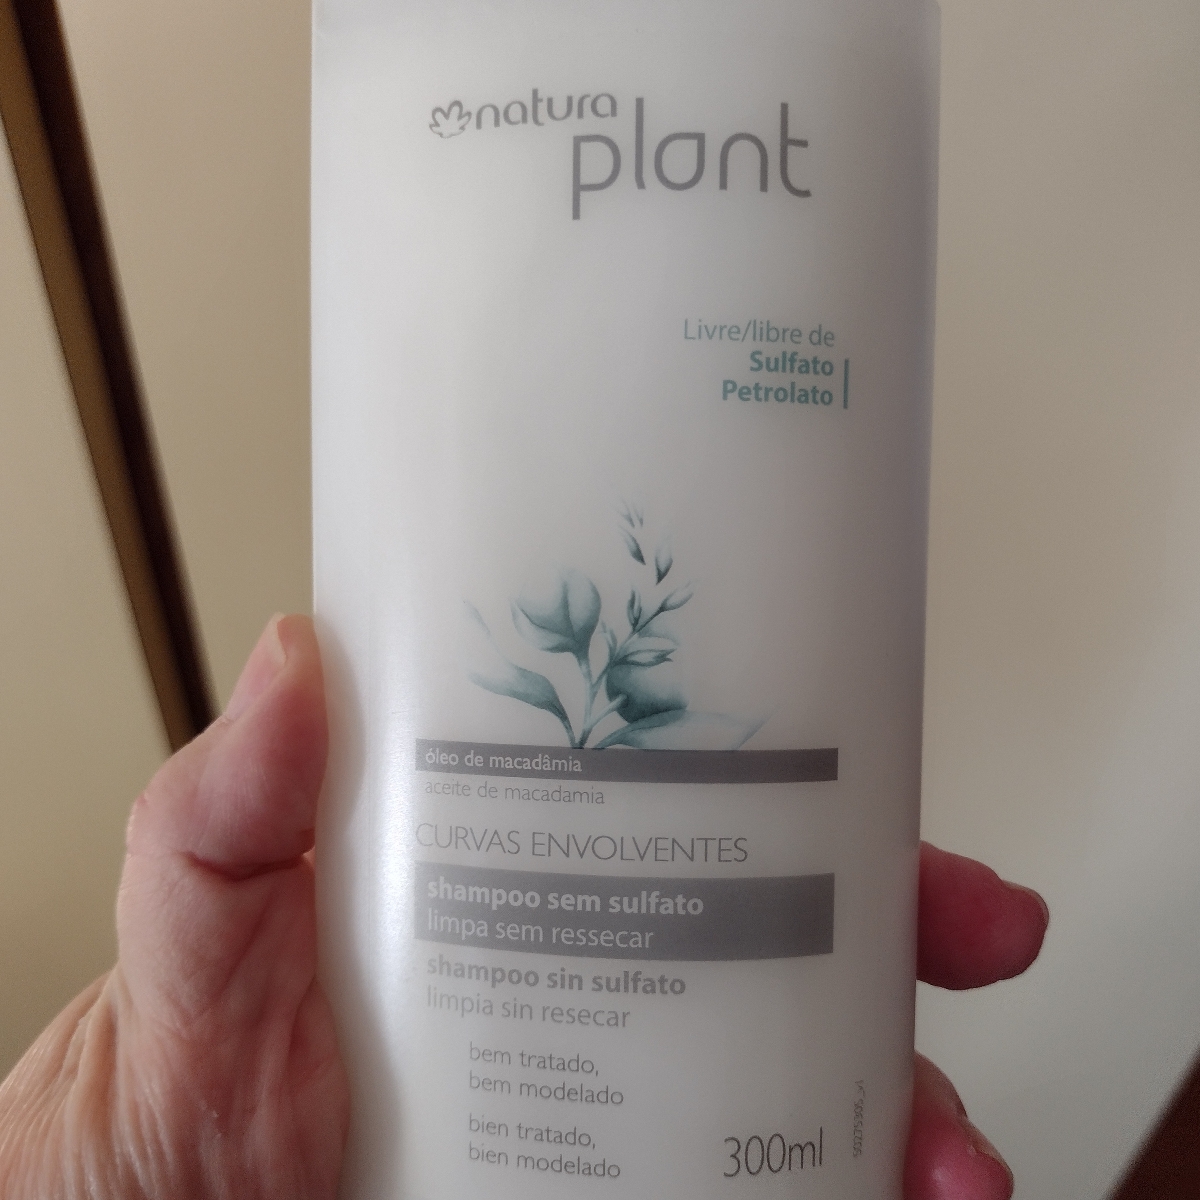 natura
plant
Livre/libre de
Sulfato
Petrolato
óleo de macadâmia
aceite de macadamia
CURVAS ENVOLVENTES
shampoo sem sulfato
limpa sem ressecar
shampoo sin sulfato
limpia sin resecar
bem tratado,
bem modelado
bien tratado,
bien modelado
300ml